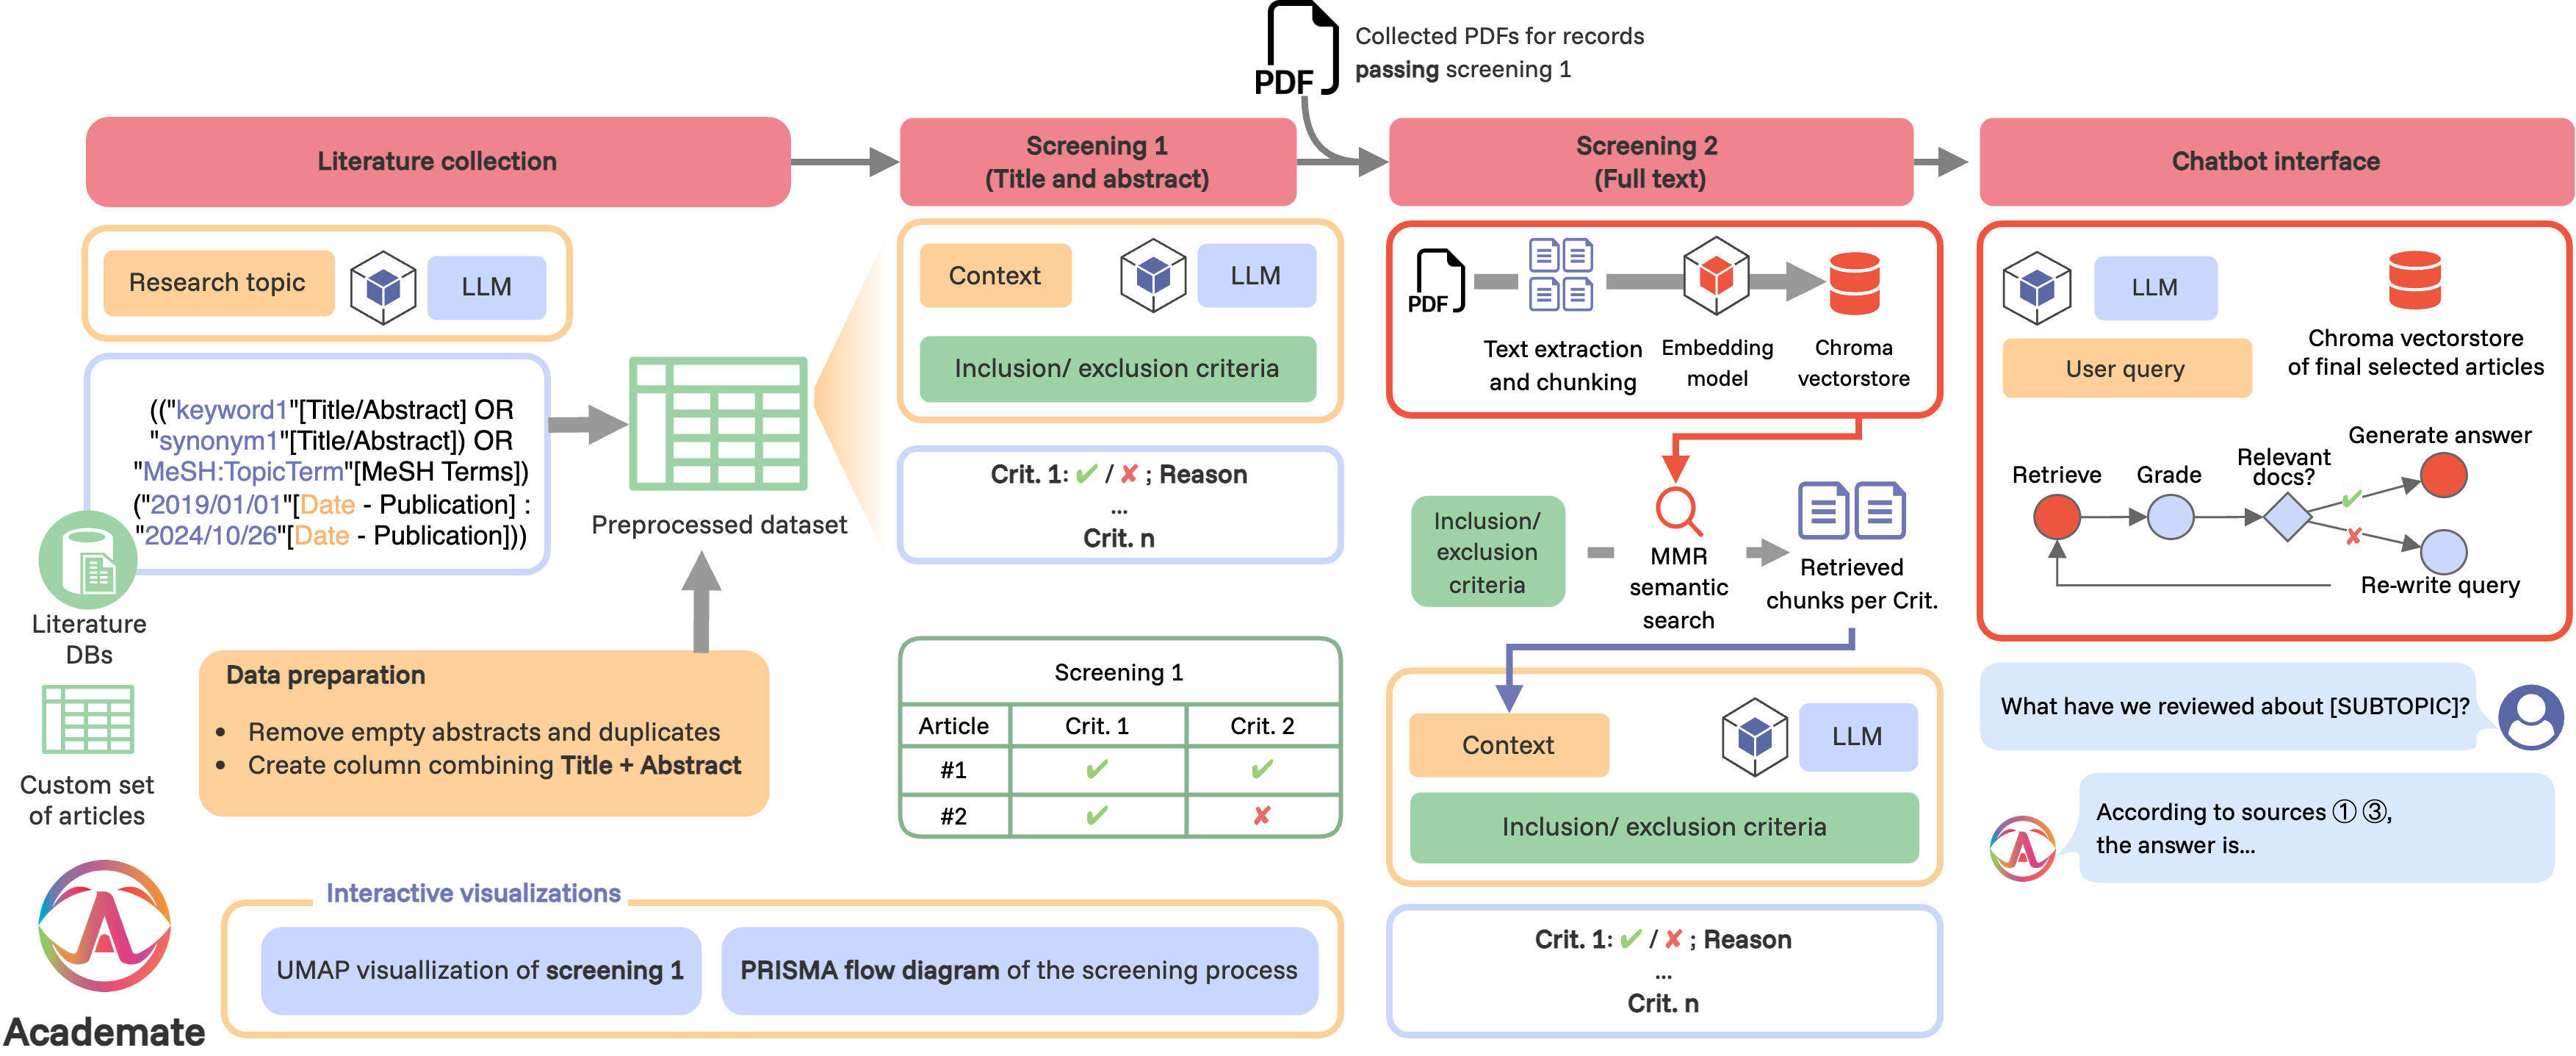 PDF
Collected PDFs for records
passing screening 1
Literature collection
Screening 1
(Title and abstract)
Screening 2
(Full text)
Chatbot interface
Research topic
LLM
(("keyword1"[Title/Abstract] OR
"synonym1"[Title/Abstract]) OR
"MeSH:TopicTerm"[MeSH Terms])
("2019/01/01"[Date - Publication] :
"2024/10/26"[Date - Publication]))
Literature
DBs
Custom set
of articles
Preprocessed dataset
Data preparation
• Remove empty abstracts and duplicates
• Create column combining Title + Abstract
Context
LLM
Inclusion/ exclusion criteria
Crit. 1: ✔ / ✘ ; Reason
...
Crit. n
Screening 1
Article Crit. 1 Crit. 2
#1 ✔ ✔
#2 ✔ ✘
PDF
Text extraction
and chunking
Embedding
model
Chroma
vectorstore
Inclusion/
exclusion
criteria
MMR
semantic
search
Retrieved
chunks per Crit.
Context
LLM
Inclusion/ exclusion criteria
Crit. 1: ✔ / ✘ ; Reason
...
Crit. n
LLM
User query
Chroma vectorstore
of final selected articles
Retrieve
Grade
Relevant
docs?
✔
✘
Generate answer
Re-write query
What have we reviewed about [SUBTOPIC]?
According to sources ① ③,
the answer is...
Interactive visualizations
UMAP visuallization of screening 1
PRISMA flow diagram of the screening process
A
A
Academate